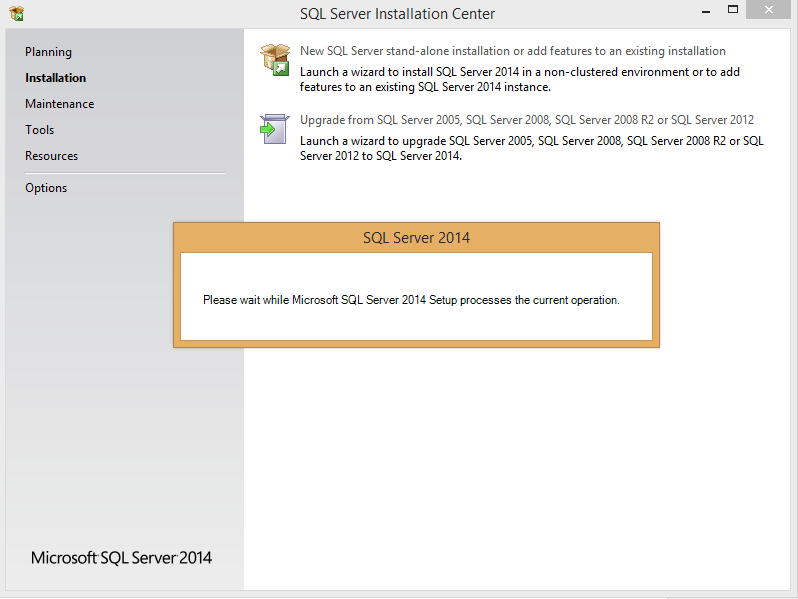 SQL Server Installation Center
Planning
Installation
Maintenance
Tools
Resources
Options
New SQL Server stand-alone installation or add features to an existing installation
Launch a wizard to install SQL Server 2014 in a non-clustered environment or to add
features to an existing SQL Server 2014 instance.
Upgrade from SQL Server 2005, SQL Server 2008, SQL Server 2008 R2 or SQL Server 2012
Launch a wizard to upgrade SQL Server 2005, SQL Server 2008, SQL Server 2008 R2 or SQL
Server 2012 to SQL Server 2014.
SQL Server 2014
Please wait while Microsoft SQL Server 2014 Setup processes the current operation.
Microsoft SQL Server 2014